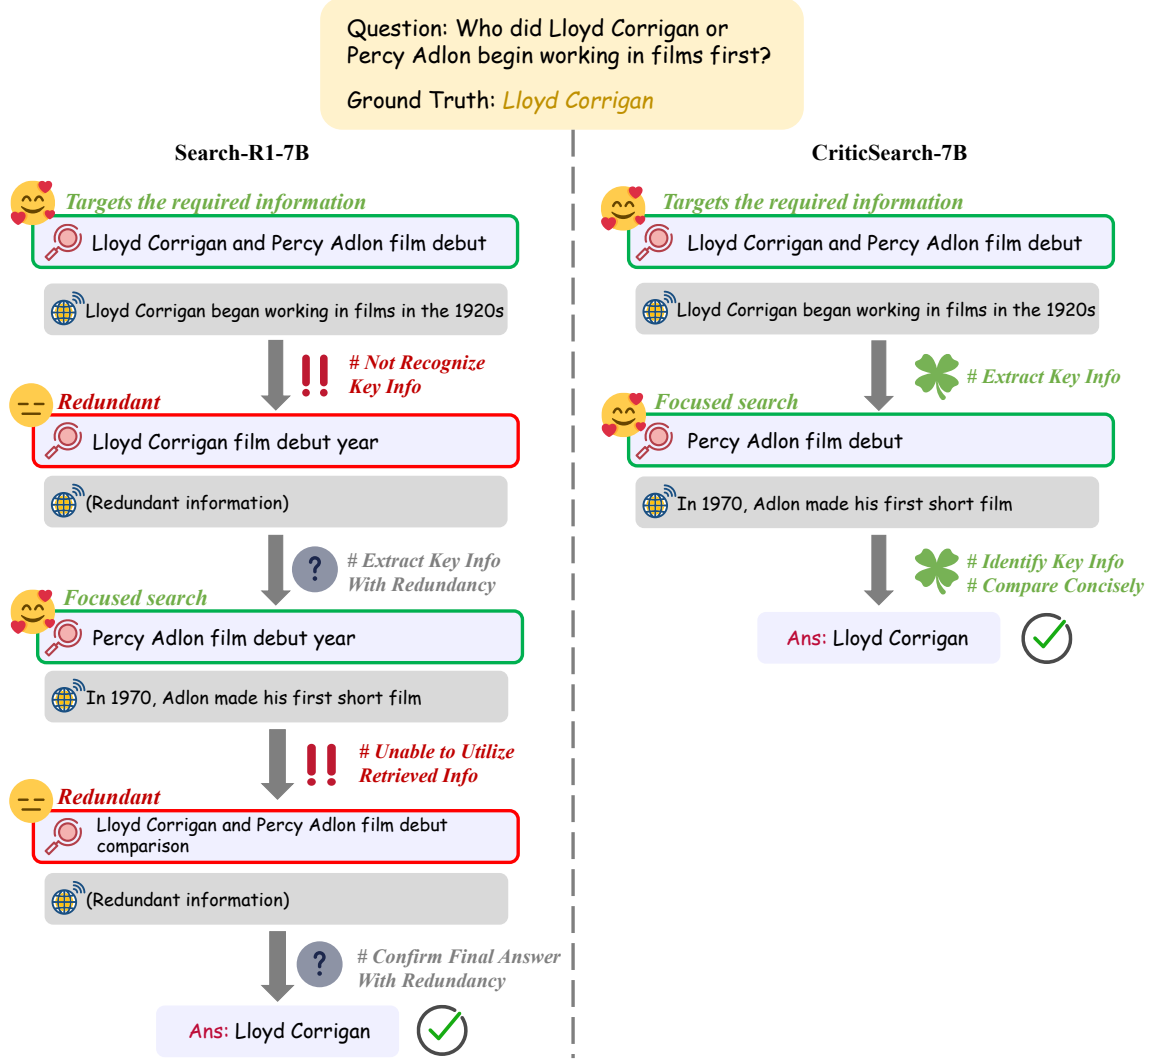 Question: Who did Lloyd Corrigan or
Percy Adlon begin working in films first?
Ground Truth: Lloyd Corrigan
Search-R1-7B
Targets the required information
Lloyd Corrigan and Percy Adlon film debut
Lloyd Corrigan began working in films in the 1920s
# Not Recognize
Key Info
Redundant
Lloyd Corrigan film debut year
(Redundant information)
# Extract Key Info
With Redundancy
Focused search
Percy Adlon film debut year
In 1970, Adlon made his first short film
# Unable to Utilize
Retrieved Info
Redundant
Lloyd Corrigan and Percy Adlon film debut
comparison
(Redundant information)
# Confirm Final Answer
With Redundancy
Ans: Lloyd Corrigan
CriticSearch-7B
Targets the required information
Lloyd Corrigan and Percy Adlon film debut
Lloyd Corrigan began working in films in the 1920s
# Extract Key Info
Focused search
Percy Adlon film debut
In 1970, Adlon made his first short film
# Identify Key Info
# Compare Concisely
Ans: Lloyd Corrigan